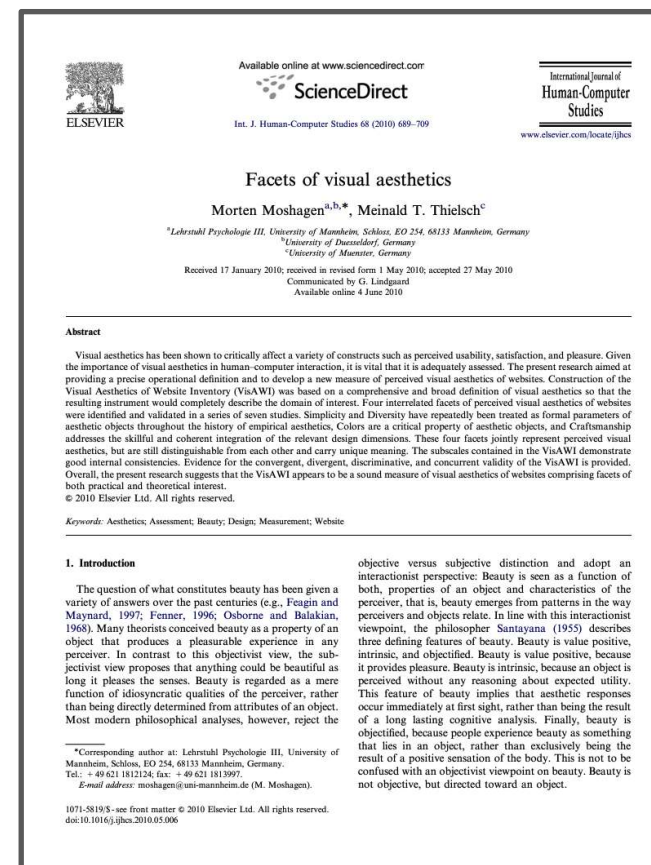 ELSEVIER
Available online at www.sciencedirect.com
ScienceDirect
Int. J. Human-Computer Studies 68 (2010) 689–709
International Journal of
Human-Computer
Studies
www.elsevier.com/locate/ijhcs
Facets of visual aesthetics
Morten Moshagen a,b,*, Meinald T. Thielsch c
a Lehrstuhl Psychologie III, University of Mannheim, Schloss, EO 254, 68133 Mannheim, Germany
b University of Duesseldorf, Germany
c University of Muenster, Germany
Received 17 January 2010; received in revised form 1 May 2010; accepted 27 May 2010
Communicated by G. Lindgaard
Available online 4 June 2010
Abstract
Visual aesthetics has been shown to critically affect a variety of constructs such as perceived usability, satisfaction, and pleasure. Given
the importance of visual aesthetics in human–computer interaction, it is vital that it is adequately assessed. The present research aimed at
providing a precise operational definition and to develop a new measure of perceived visual aesthetics of websites. Construction of the
Visual Aesthetics of Website Inventory (VisAWI) was based on a comprehensive and broad definition of visual aesthetics so that the
resulting instrument would completely describe the domain of interest. Four interrelated facets of perceived visual aesthetics of websites
were identified and validated in a series of seven studies. Simplicity and Diversity have repeatedly been treated as formal parameters of
aesthetic objects throughout the history of empirical aesthetics, Colors are a critical property of aesthetic objects, and Craftsmanship
addresses the skillful and coherent integration of the relevant design dimensions. These four facets jointly represent perceived visual
aesthetics, but are still distinguishable from each other and carry unique meaning. The subscales contained in the VisAWI demonstrate
good internal consistencies. Evidence for the convergent, divergent, discriminative, and concurrent validity of the VisAWI is provided.
Overall, the present research suggests that the VisAWI appears to be a sound measure of visual aesthetics of websites comprising facets of
both practical and theoretical interest.
© 2010 Elsevier Ltd. All rights reserved.
Keywords: Aesthetics; Assessment; Beauty; Design; Measurement; Website
1. Introduction
The question of what constitutes beauty has been given a
variety of answers over the past centuries (e.g., Feagin and
Maynard, 1997; Fenner, 1996; Osborne and Balakian,
1968). Many theorists conceived beauty as a property of an
object that produces a pleasurable experience in any
perceiver. In contrast to this objectivist view, the sub-
jectivist view proposes that anything could be beautiful as
long it pleases the senses. Beauty is regarded as a mere
function of idiosyncratic qualities of the perceiver, rather
than being directly determined from attributes of an object.
Most modern philosophical analyses, however, reject the
*Corresponding author at: Lehrstuhl Psychologie III, University of
Mannheim, Schloss, EO 254, 68133 Mannheim, Germany.
Tel.: +49 621 1812124; fax: +49 621 1813997.
E-mail address: moshagen@uni-mannheim.de (M. Moshagen).
1071-5819/$ - see front matter © 2010 Elsevier Ltd. All rights reserved.
doi:10.1016/j.ijhcs.2010.05.006
objective versus subjective distinction and adopt an
interactionist perspective: Beauty is seen as a function of
both, properties of an object and characteristics of the
perceiver, that is, beauty emerges from patterns in the way
perceivers and objects relate. In line with this interactionist
viewpoint, the philosopher Santayana (1955) describes
three defining features of beauty. Beauty is value positive,
intrinsic, and objectified. Beauty is value positive, because
it provides pleasure. Beauty is intrinsic, because an object is
perceived without any reasoning about expected utility.
This feature of beauty implies that aesthetic responses
occur immediately at first sight, rather than being the result
of a long lasting cognitive analysis. Finally, beauty is
objectified, because people experience beauty as something
that lies in an object, rather than exclusively being the
result of a positive sensation of the body. This is not to be
confused with an objectivist viewpoint on beauty. Beauty is
not objective, but directed toward an object.